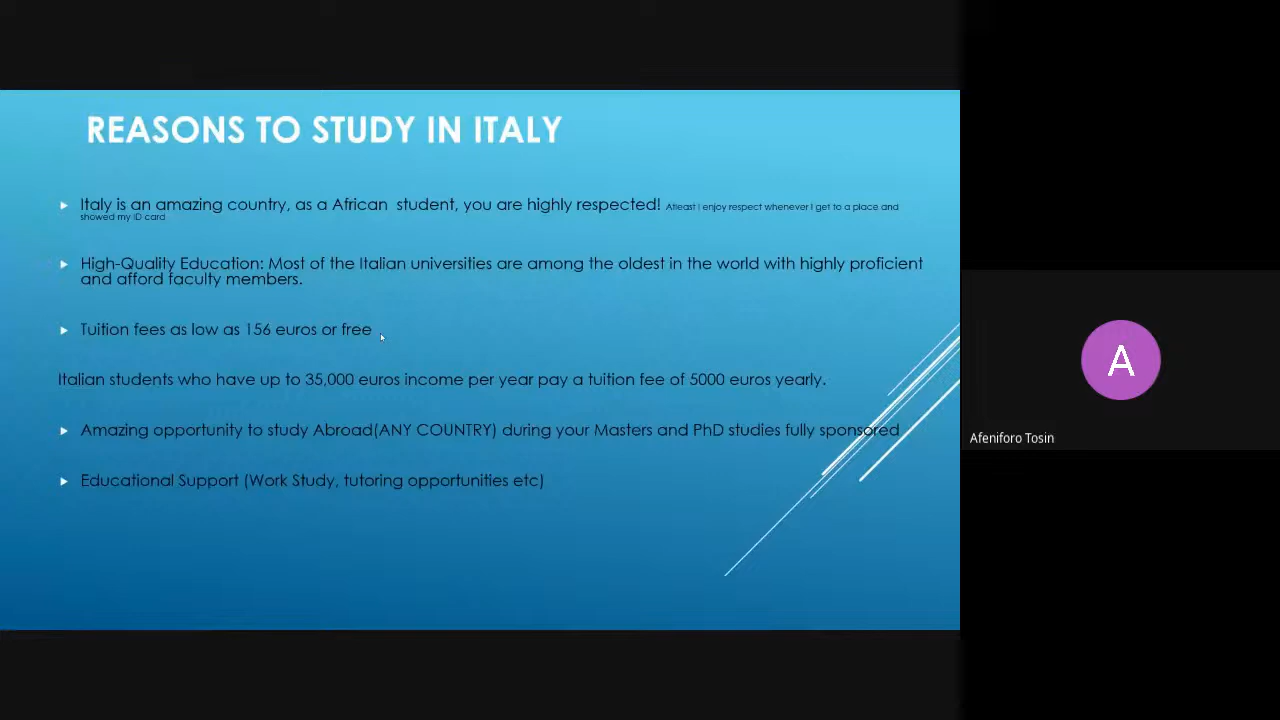 REASONS TO STUDY IN ITALY
Italy is an amazing country, as a African student, you are highly respected! Atleast I enjoy respect whenever I get to a place and
showed my ID card
High-Quality Education: Most of the Italian universities are among the oldest in the world with highly proficient
and afford faculty members.
Tuition fees as low as 156 euros or free
Italian students who have up to 35,000 euros income per year pay a tuition fee of 5000 euros yearly.
Amazing opportunity to study Abroad(ANY COUNTRY) during your Masters and PhD studies fully sponsored
Educational Support (Work Study, tutoring opportunities etc)
A
Afeniforo Tosin